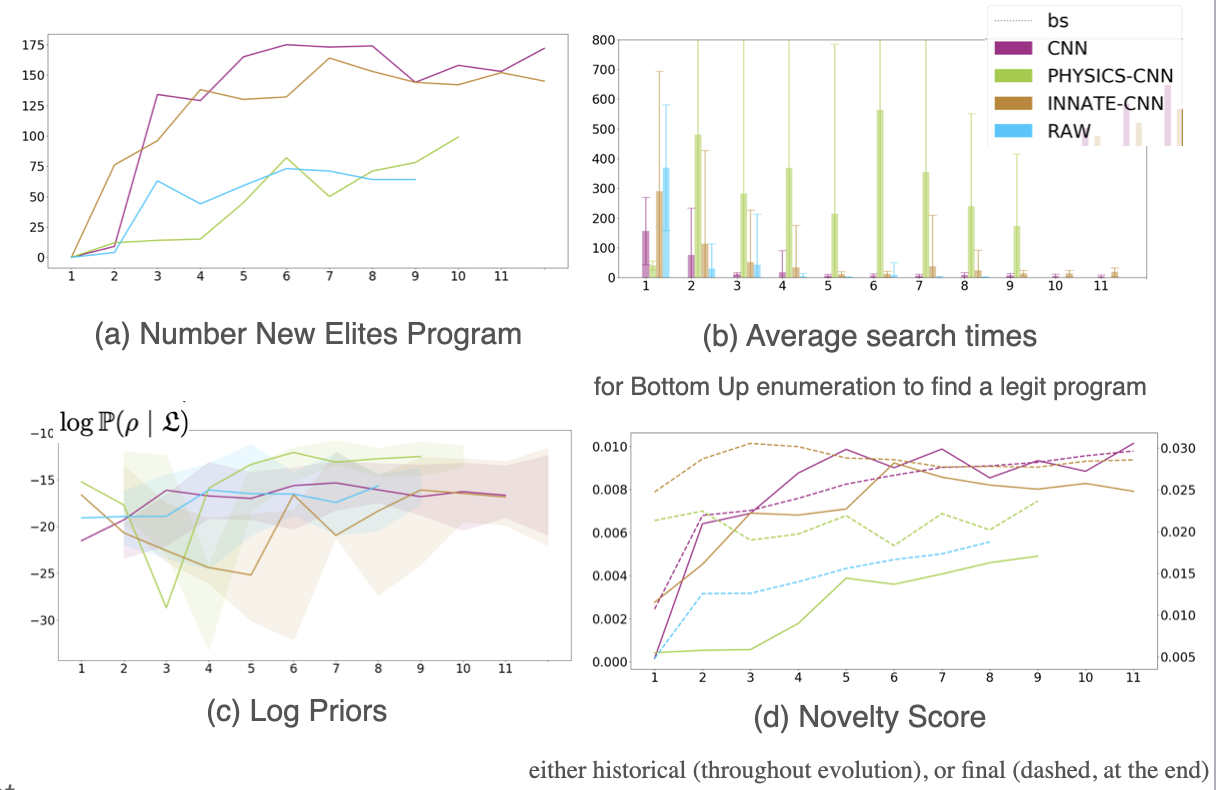 bs
CNN
PHYSICS-CNN
INNATE-CNN
RAW
175
150
125
100
75
50
25
0
1 2 3 4 5 6 7 8 9 10 11
(a) Number New Elites Program
800
700
600
500
400
300
200
100
0
1 2 3 4 5 6 7 8 9 10 11
(b) Average search times
for Bottom Up enumeration to find a legit program
log ℙ(ρ | 𝔏)
−10
−15
−20
−25
−30
1 2 3 4 5 6 7 8 9 10 11
(c) Log Priors
0.010
0.008
0.006
0.004
0.002
0.000
0.030
0.025
0.020
0.015
0.010
0.005
1 2 3 4 5 6 7 8 9 10 11
(d) Novelty Score
either historical (throughout evolution), or final (dashed, at the end)